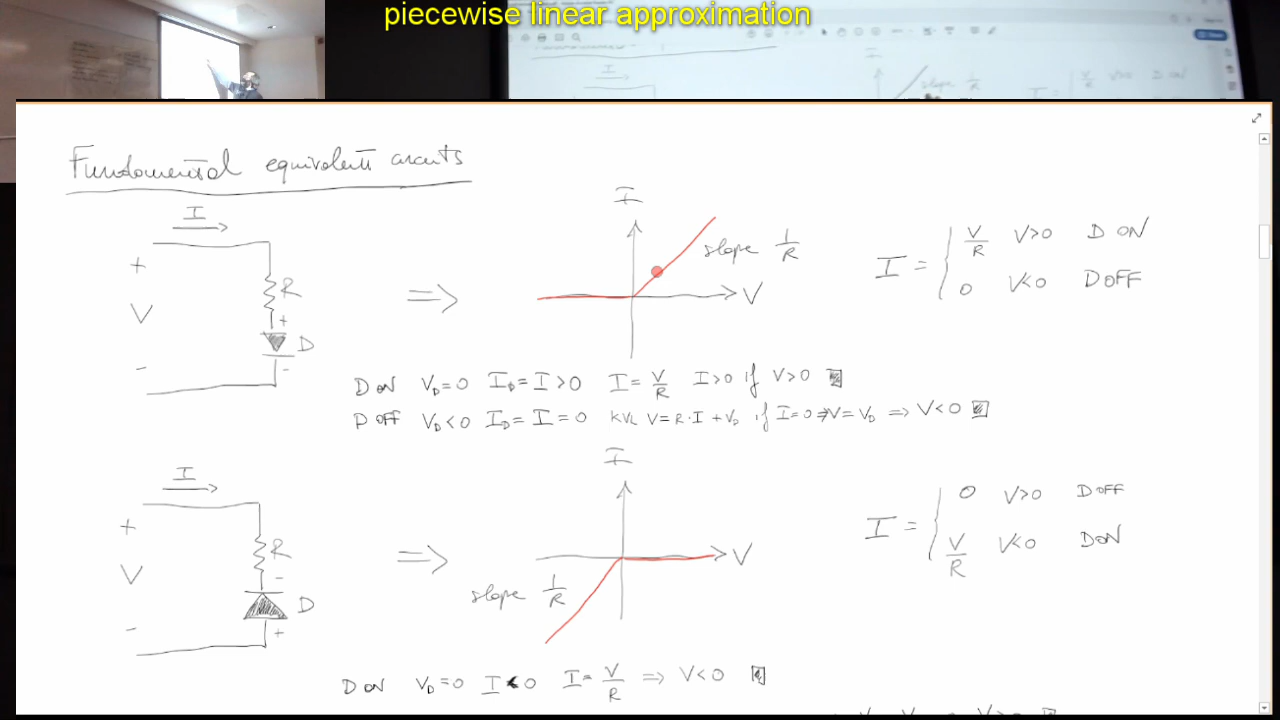 piecewise linear approximation
Fundamental equivalent circuits
I
+
V
-
R
+
D
-
⇒
I
slope 1/R
V
I = { V/R V>0 D ON
0 V<0 D OFF
D ON V_D=0 I_D=I>0 I=V/R I>0 if V>0
D OFF V_D<0 I_D=I=0 KVL V=R·I+V_D if I=0⇒V=V_D ⇒ V<0
I
+
V
-
R
-
D
+
⇒
I
slope 1/R
V
I = { 0 V>0 D OFF
V/R V<0 D ON
D ON V_D=0 I<0 I=V/R ⇒ V<0